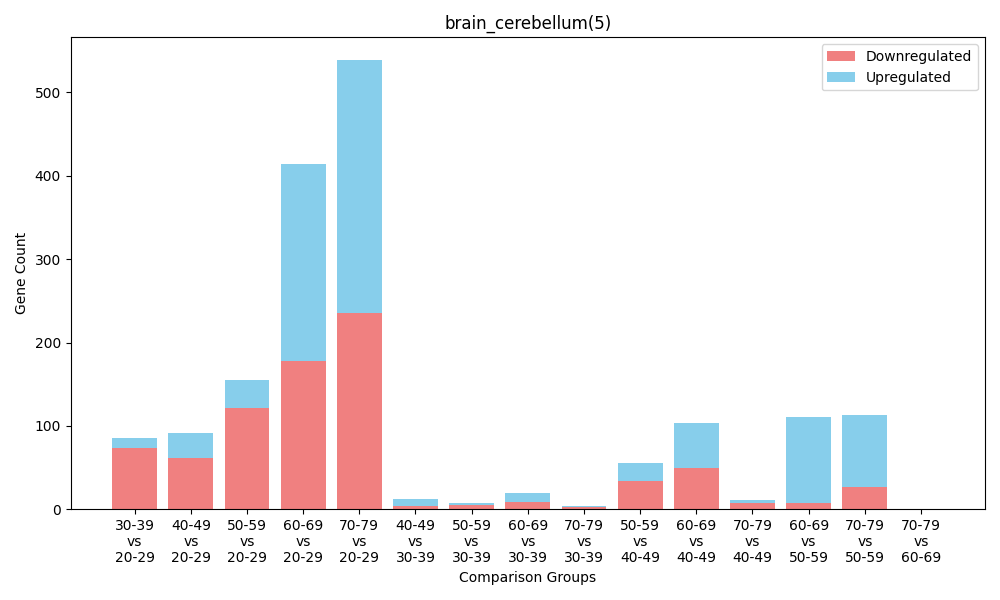 brain_cerebellum(5)
Downregulated
Upregulated
Gene Count
500
400
300
200
100
0
30-39
vs
20-29
40-49
vs
20-29
50-59
vs
20-29
60-69
vs
20-29
70-79
vs
20-29
40-49
vs
30-39
50-59
vs
30-39
60-69
vs
30-39
70-79
vs
30-39
50-59
vs
40-49
60-69
vs
40-49
70-79
vs
40-49
60-69
vs
50-59
70-79
vs
50-59
70-79
vs
60-69
Comparison Groups